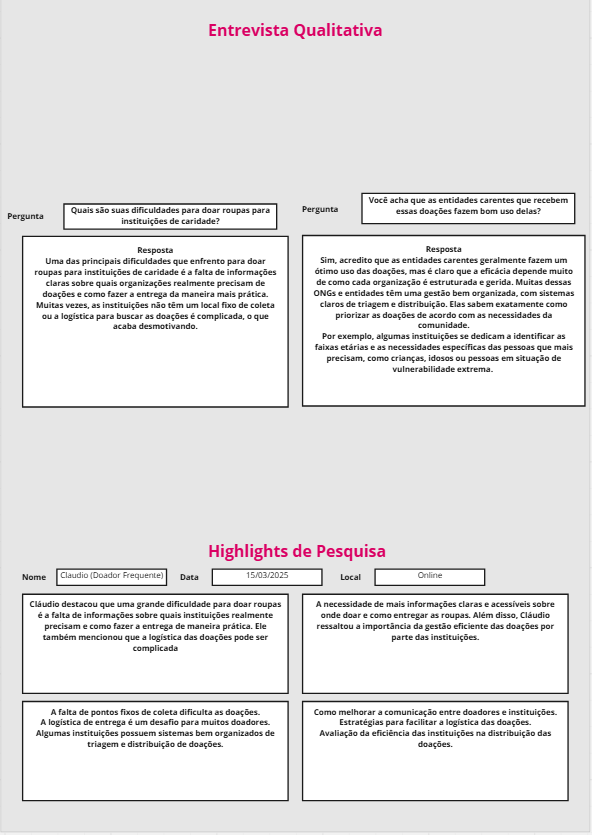 Entrevista Qualitativa
Pergunta
Quais são suas dificuldades para doar roupas para
instituições de caridade?
Resposta
Uma das principais dificuldades que enfrento para doar
roupas para instituições de caridade é a falta de informações
claras sobre quais organizações realmente precisam de
doações e como fazer a entrega da maneira mais prática.
Muitas vezes, as instituições não têm um local fixo de coleta
ou a logística para buscar as doações é complicada, o que
acaba desmotivando.
Pergunta
Você acha que as entidades carentes que recebem
essas doações fazem bom uso delas?
Resposta
Sim, acredito que as entidades carentes geralmente fazem um
ótimo uso das doações, mas é claro que a eficácia depende muito
de como cada organização é estruturada e gerida. Muitas dessas
ONGs e entidades têm uma gestão bem organizada, com sistemas
claros de triagem e distribuição. Elas sabem exatamente como
priorizar as doações de acordo com as necessidades da
comunidade.
Por exemplo, algumas instituições se dedicam a identificar as
faixas etárias e as necessidades específicas das pessoas que mais
precisam, como crianças, idosos ou pessoas em situação de
vulnerabilidade extrema.
Highlights de Pesquisa
Nome
Claudio (Doador Frequente)
Data
15/03/2025
Local
Online
Cláudio destacou que uma grande dificuldade para doar roupas
é a falta de informações sobre quais instituições realmente
precisam e como fazer a entrega de maneira prática. Ele
também mencionou que a logística das doações pode ser
complicada
A necessidade de mais informações claras e acessíveis sobre
onde doar e como entregar as roupas. Além disso, Cláudio
ressaltou a importância da gestão eficiente das doações por
parte das instituições.
A falta de pontos fixos de coleta dificulta as doações.
A logística de entrega é um desafio para muitos doadores.
Algumas instituições possuem sistemas bem organizados de
triagem e distribuição de doações.
Como melhorar a comunicação entre doadores e instituições.
Estratégias para facilitar a logística das doações.
Avaliação da eficiência das instituições na distribuição das
doações.